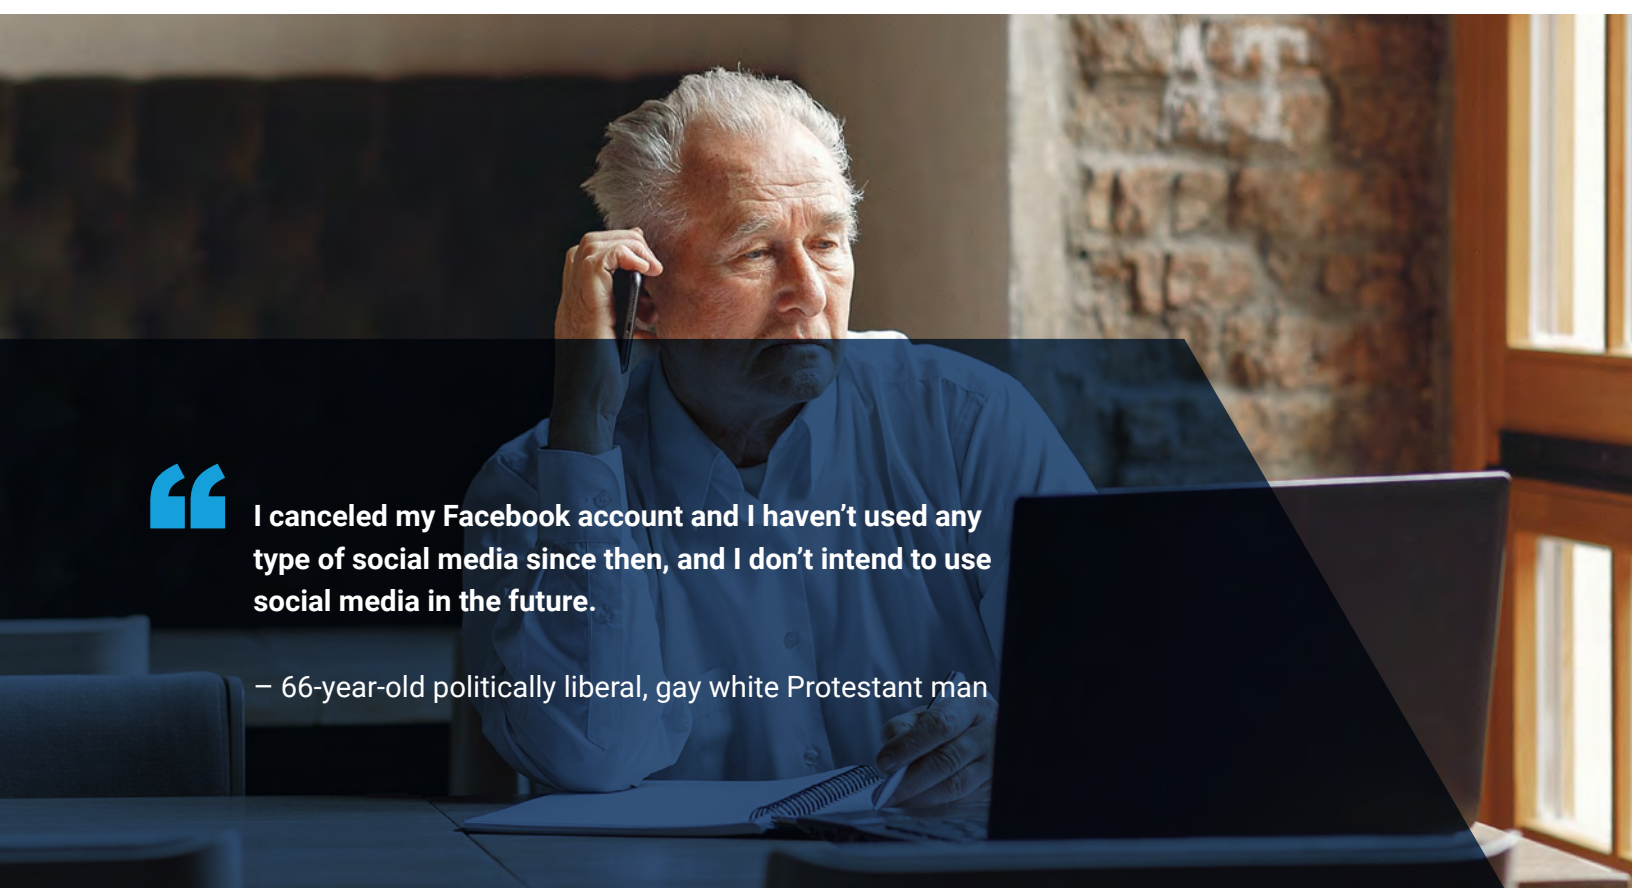 AT
“
I canceled my Facebook account and I haven’t used any
type of social media since then, and I don’t intend to use
social media in the future.
– 66-year-old politically liberal, gay white Protestant man